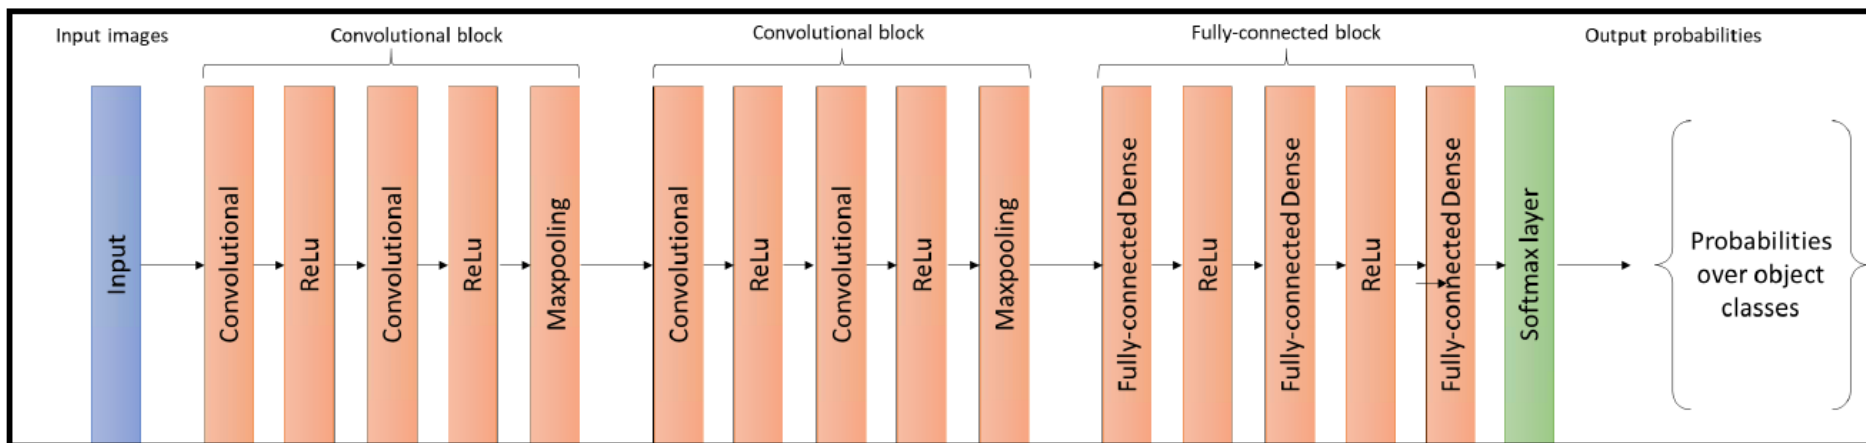 Input images
Convolutional block
Convolutional block
Fully-connected block
Output probabilities
Input
Convolutional
ReLu
Convolutional
ReLu
Maxpooling
Convolutional
ReLu
Convolutional
ReLu
Maxpooling
Fully-connected Dense
ReLu
Fully-connected Dense
ReLu
Fully-connected Dense
Softmax layer
Probabilities
over object
classes